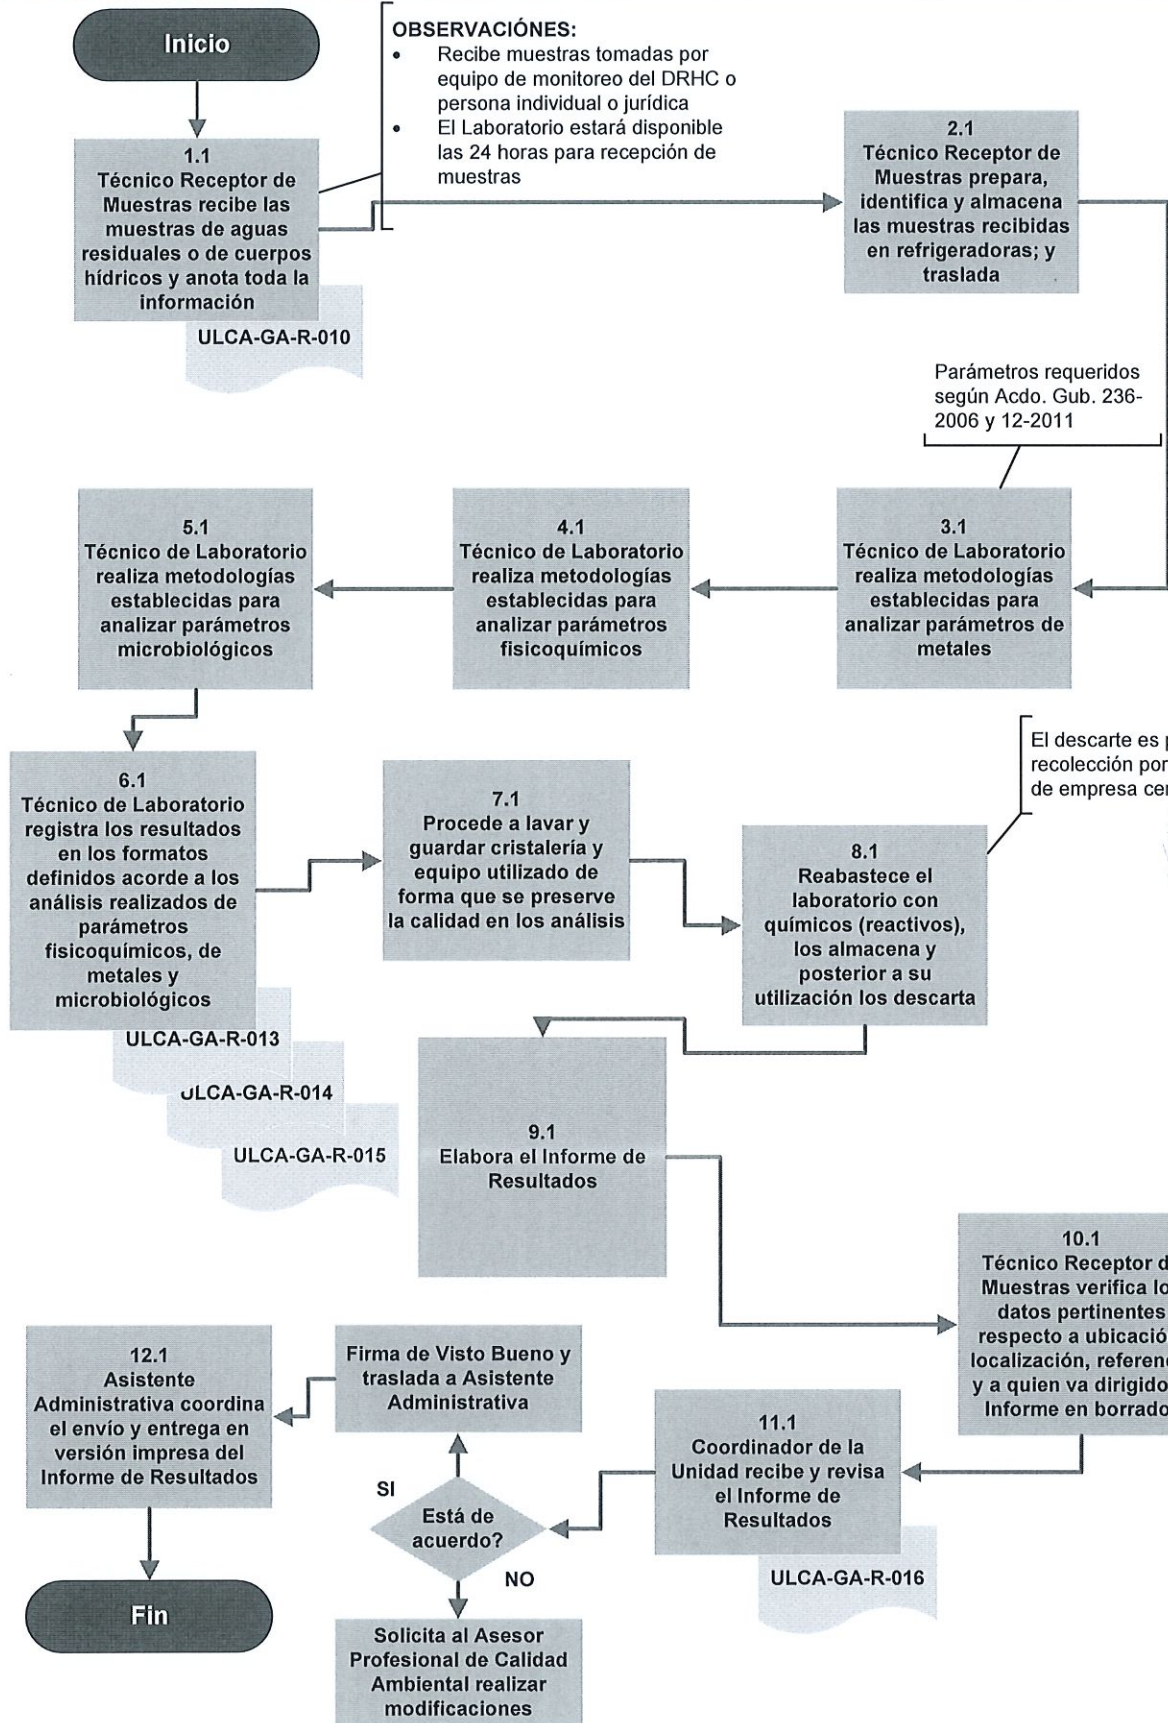 Inicio
OBSERVACIÓNES:
• Recibe muestras tomadas por
equipo de monitoreo del DRHC o
persona individual o jurídica
• El Laboratorio estará disponible
las 24 horas para recepción de
muestras
1.1
Técnico Receptor de
Muestras recibe las
muestras de aguas
residuales o de cuerpos
hídricos y anota toda la
información
ULCA-GA-R-010
2.1
Técnico Receptor de
Muestras prepara,
identifica y almacena
las muestras recibidas
en refrigeradoras; y
traslada
Parámetros requeridos
según Acdo. Gub. 236-
2006 y 12-2011
3.1
Técnico de Laboratorio
realiza metodologías
establecidas para
analizar parámetros de
metales
4.1
Técnico de Laboratorio
realiza metodologías
establecidas para
analizar parámetros
fisicoquímicos
5.1
Técnico de Laboratorio
realiza metodologías
establecidas para
analizar parámetros
microbiológicos
6.1
Técnico de Laboratorio
registra los resultados
en los formatos
definidos acorde a los
análisis realizados de
parámetros
fisicoquímicos, de
metales y
microbiológicos
ULCA-GA-R-013
ULCA-GA-R-014
ULCA-GA-R-015
7.1
Procede a lavar y
guardar cristalería y
equipo utilizado de
forma que se preserve
la calidad en los análisis
El descarte es
recolección por
de empresa
8.1
Reabastece el
laboratorio con
químicos (reactivos),
los almacena y
posterior a su
utilización los descarta
9.1
Elabora el Informe de
Resultados
10.1
Técnico Receptor
Muestras verifica
datos pertinentes
respecto a
localización,
y a quien va dirigido
Informe en
11.1
Coordinador de la
Unidad recibe y revisa
el Informe de
Resultados
ULCA-GA-R-016
Está de
acuerdo?
SI
NO
Firma de Visto Bueno y
traslada a Asistente
Administrativa
Solicita al Asesor
Profesional de Calidad
Ambiental realizar
modificaciones
12.1
Asistente
Administrativa coordina
el envío y entrega en
versión impresa del
Informe de Resultados
Fin